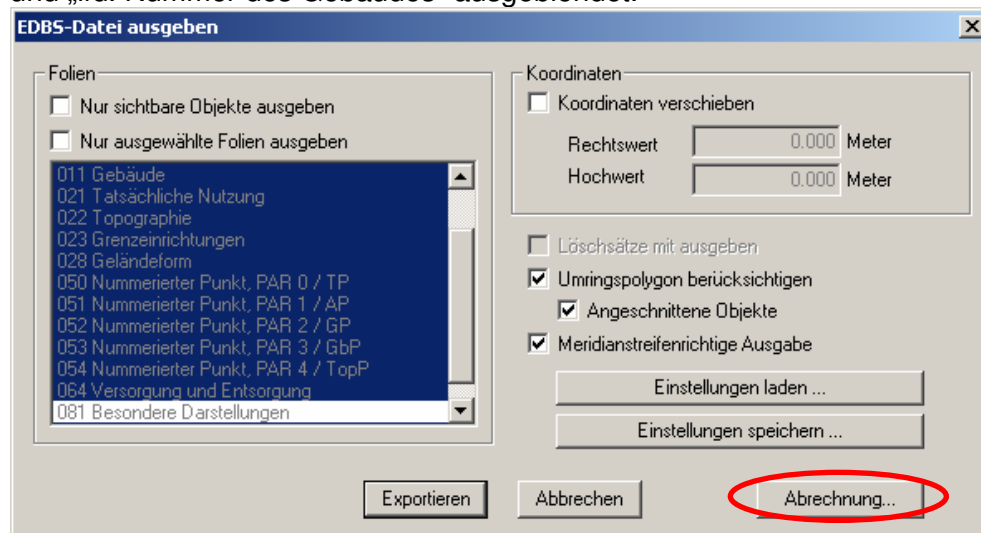 EDBS-Datei ausgeben
Folien
Nur sichtbare Objekte ausgeben
Nur ausgewählte Folien ausgeben
011 Gebäude
021 Tatsächliche Nutzung
022 Topographie
023 Grenzeinrichtungen
028 Geländeform
050 Nummerierter Punkt, PAR 0 / TP
051 Nummerierter Punkt, PAR 1 / AP
052 Nummerierter Punkt, PAR 2 / GP
053 Nummerierter Punkt, PAR 3 / GbP
054 Nummerierter Punkt, PAR 4 / TopP
064 Versorgung und Entsorgung
081 Besondere Darstellungen
Koordinaten
Koordinaten verschieben
Rechtswert 0.000 Meter
Hochwert 0.000 Meter
Löschsätze mit ausgeben
Umringspolygon berücksichtigen
Angeschnittene Objekte
Meridianstreifenrichtige Ausgabe
Einstellungen laden ...
Einstellungen speichern ...
Exportieren
Abbrechen
Abrechnung...